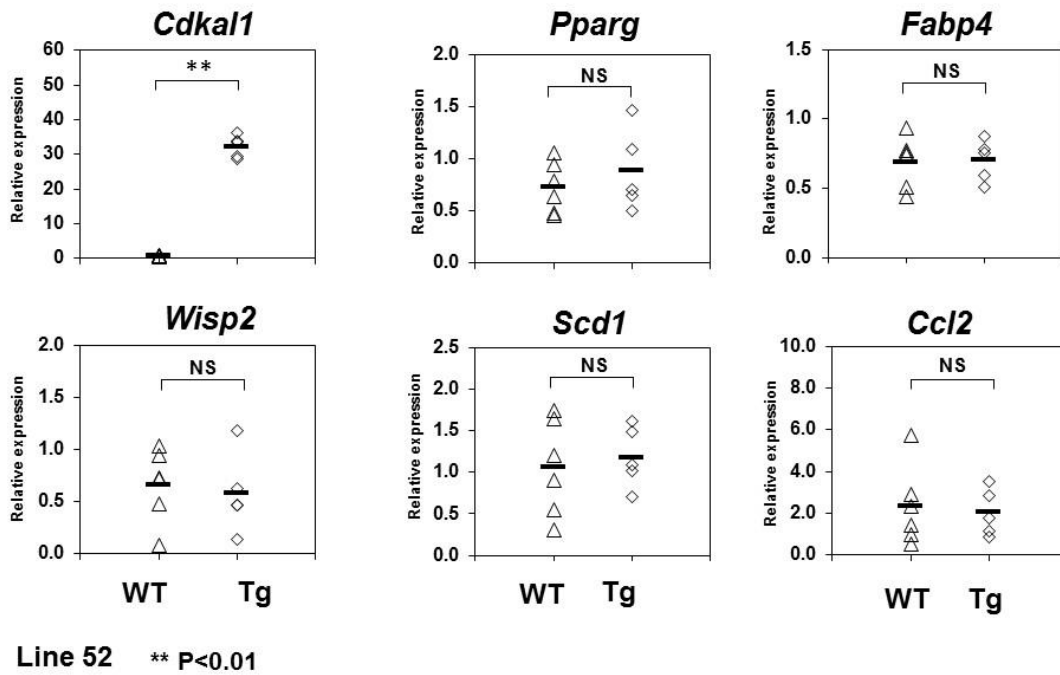 Cdkal1
Relative expression
60
50
40
30
20
10
0
**
Pparg
Relative expression
2.0
1.5
1.0
0.5
0.0
NS
Fabp4
Relative expression
1.5
1.0
0.5
0.0
NS
Wisp2
Relative expression
2.0
1.5
1.0
0.5
0.0
NS
WT Tg
Scd1
Relative expression
2.5
2.0
1.5
1.0
0.5
0.0
NS
WT Tg
Ccl2
Relative expression
10.0
8.0
6.0
4.0
2.0
0.0
NS
WT Tg
Line 52 ** P<0.01